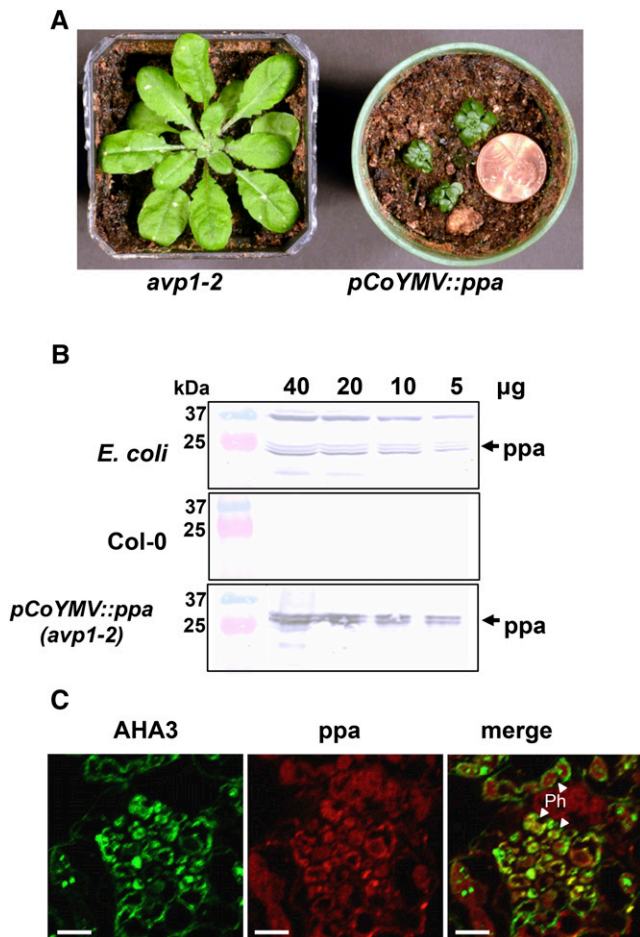 A
avp1-2 pCoYMV::ppa
B
kDa 40 20 10 5 µg
37
25
E. coli
ppa
37
25
Col-0
37
25
pCoYMV::ppa
(avp1-2)
ppa
C
AHA3 ppa merge
Ph